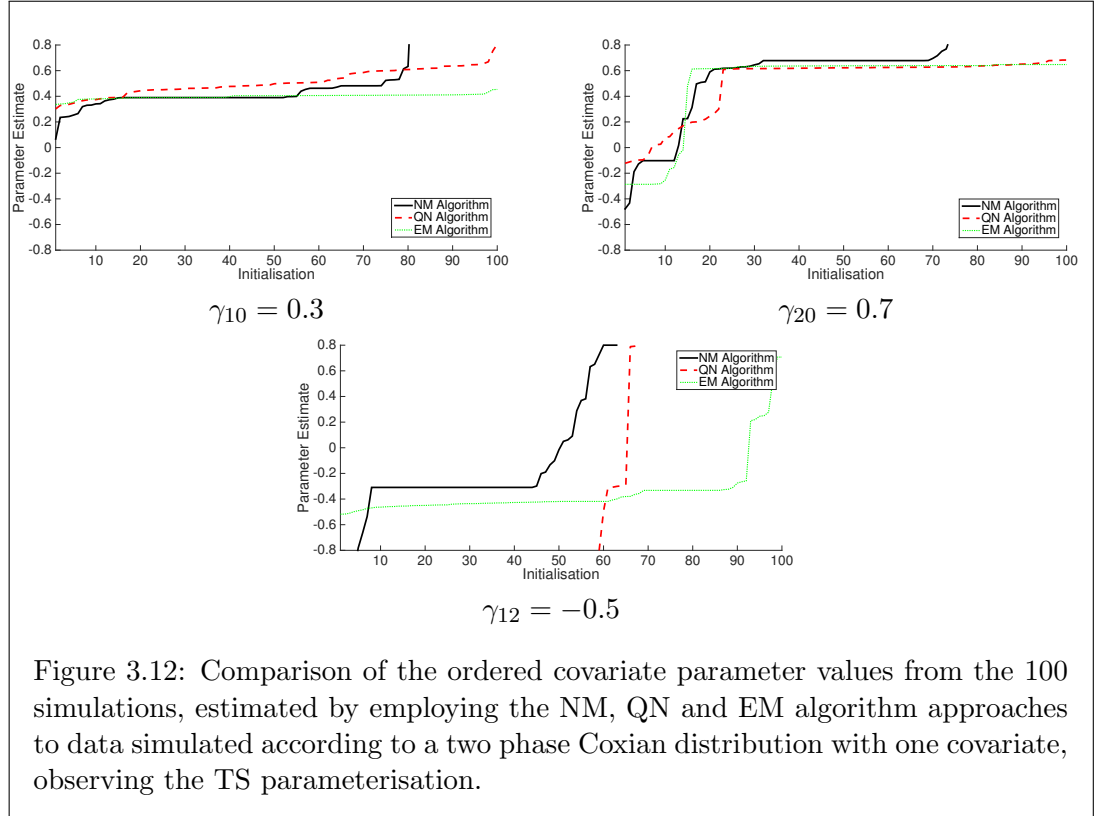 0.8
0.6
0.4
0.2
0
-0.2
-0.4
-0.6
-0.8
Parameter Estimate
10 20 30 40 50 60 70 80 90 100
Initialisation
NM Algorithm
QN Algorithm
EM Algorithm
γ10 = 0.3
0.8
0.6
0.4
0.2
0
-0.2
-0.4
-0.6
-0.8
Parameter Estimate
10 20 30 40 50 60 70 80 90 100
Initialisation
NM Algorithm
QN Algorithm
EM Algorithm
γ20 = 0.7
0.8
0.6
0.4
0.2
0
-0.2
-0.4
-0.6
-0.8
Parameter Estimate
10 20 30 40 50 60 70 80 90 100
Initialisation
NM Algorithm
QN Algorithm
EM Algorithm
γ12 = −0.5
Figure 3.12: Comparison of the ordered covariate parameter values from the 100
simulations, estimated by employing the NM, QN and EM algorithm approaches
to data simulated according to a two phase Coxian distribution with one covariate,
observing the TS parameterisation.